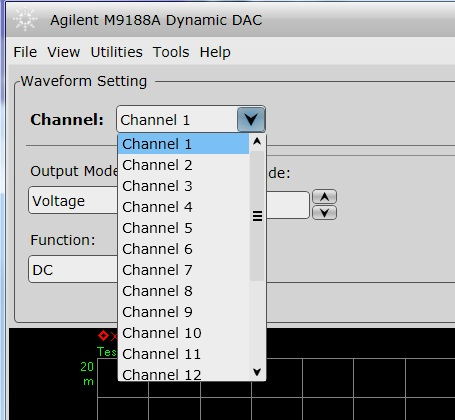 Agilent M9188A Dynamic DAC
File View Utilities Tools Help
Waveform Setting
Channel: Channel 1
Channel 1
Channel 2
Channel 3
Channel 4
Channel 5
Channel 6
Channel 7
Channel 8
Channel 9
Channel 10
Channel 11
Channel 12
Output Mode
de:
Voltage
Function:
DC
Tes
20
m